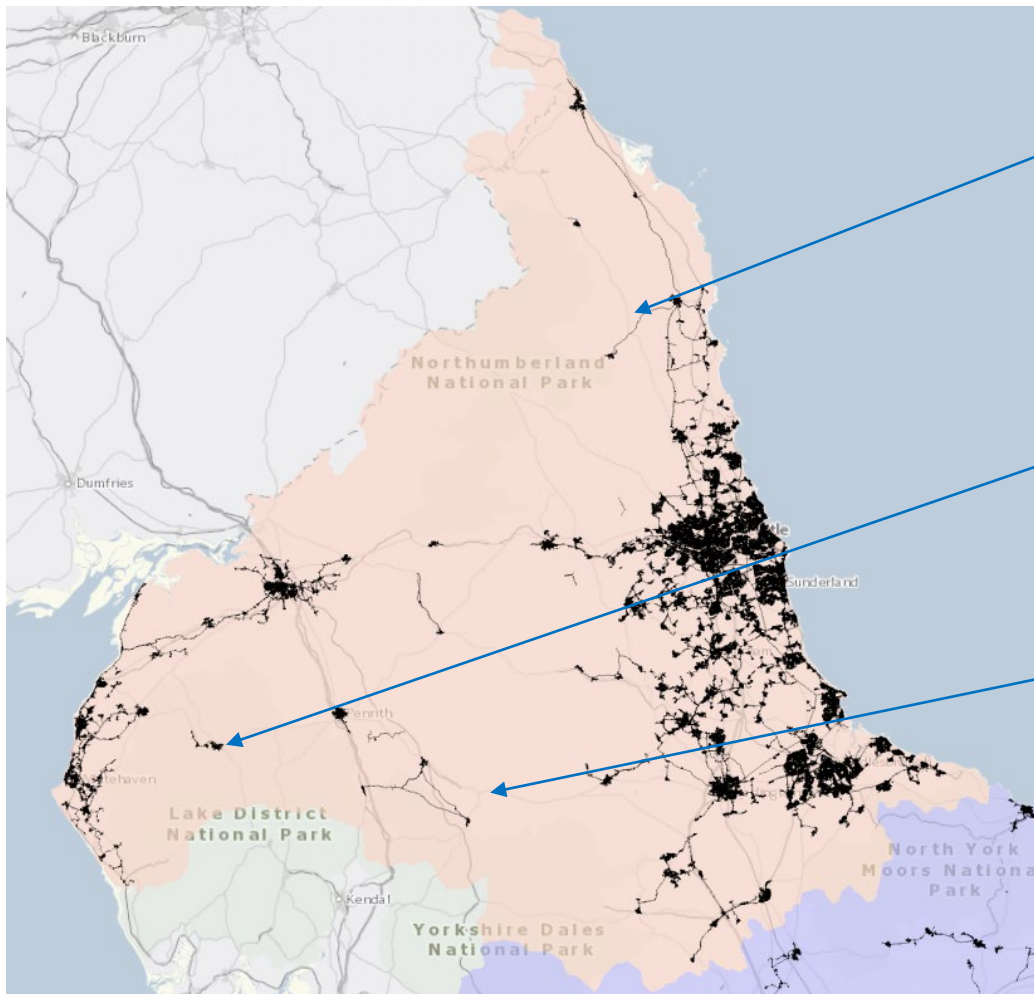 Blackburn
Northumberland
National Park
Dumfries
tle
Sunderland
Penrith
Lake District
National Park
North York
Moors National
Park
Kendal
Yorkshire Dales
National Park